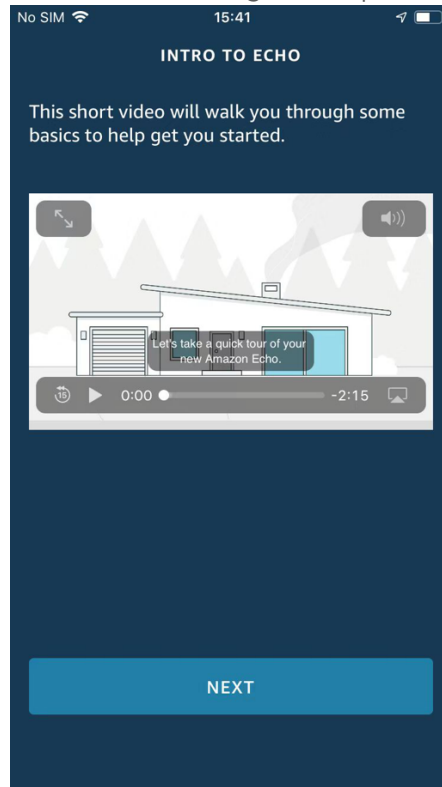 No SIM 15:41
INTRO TO ECHO
This short video will walk you through some
basics to help get you started.
Let's take a quick tour of your
new Amazon Echo.
15 0:00 -2:15
NEXT